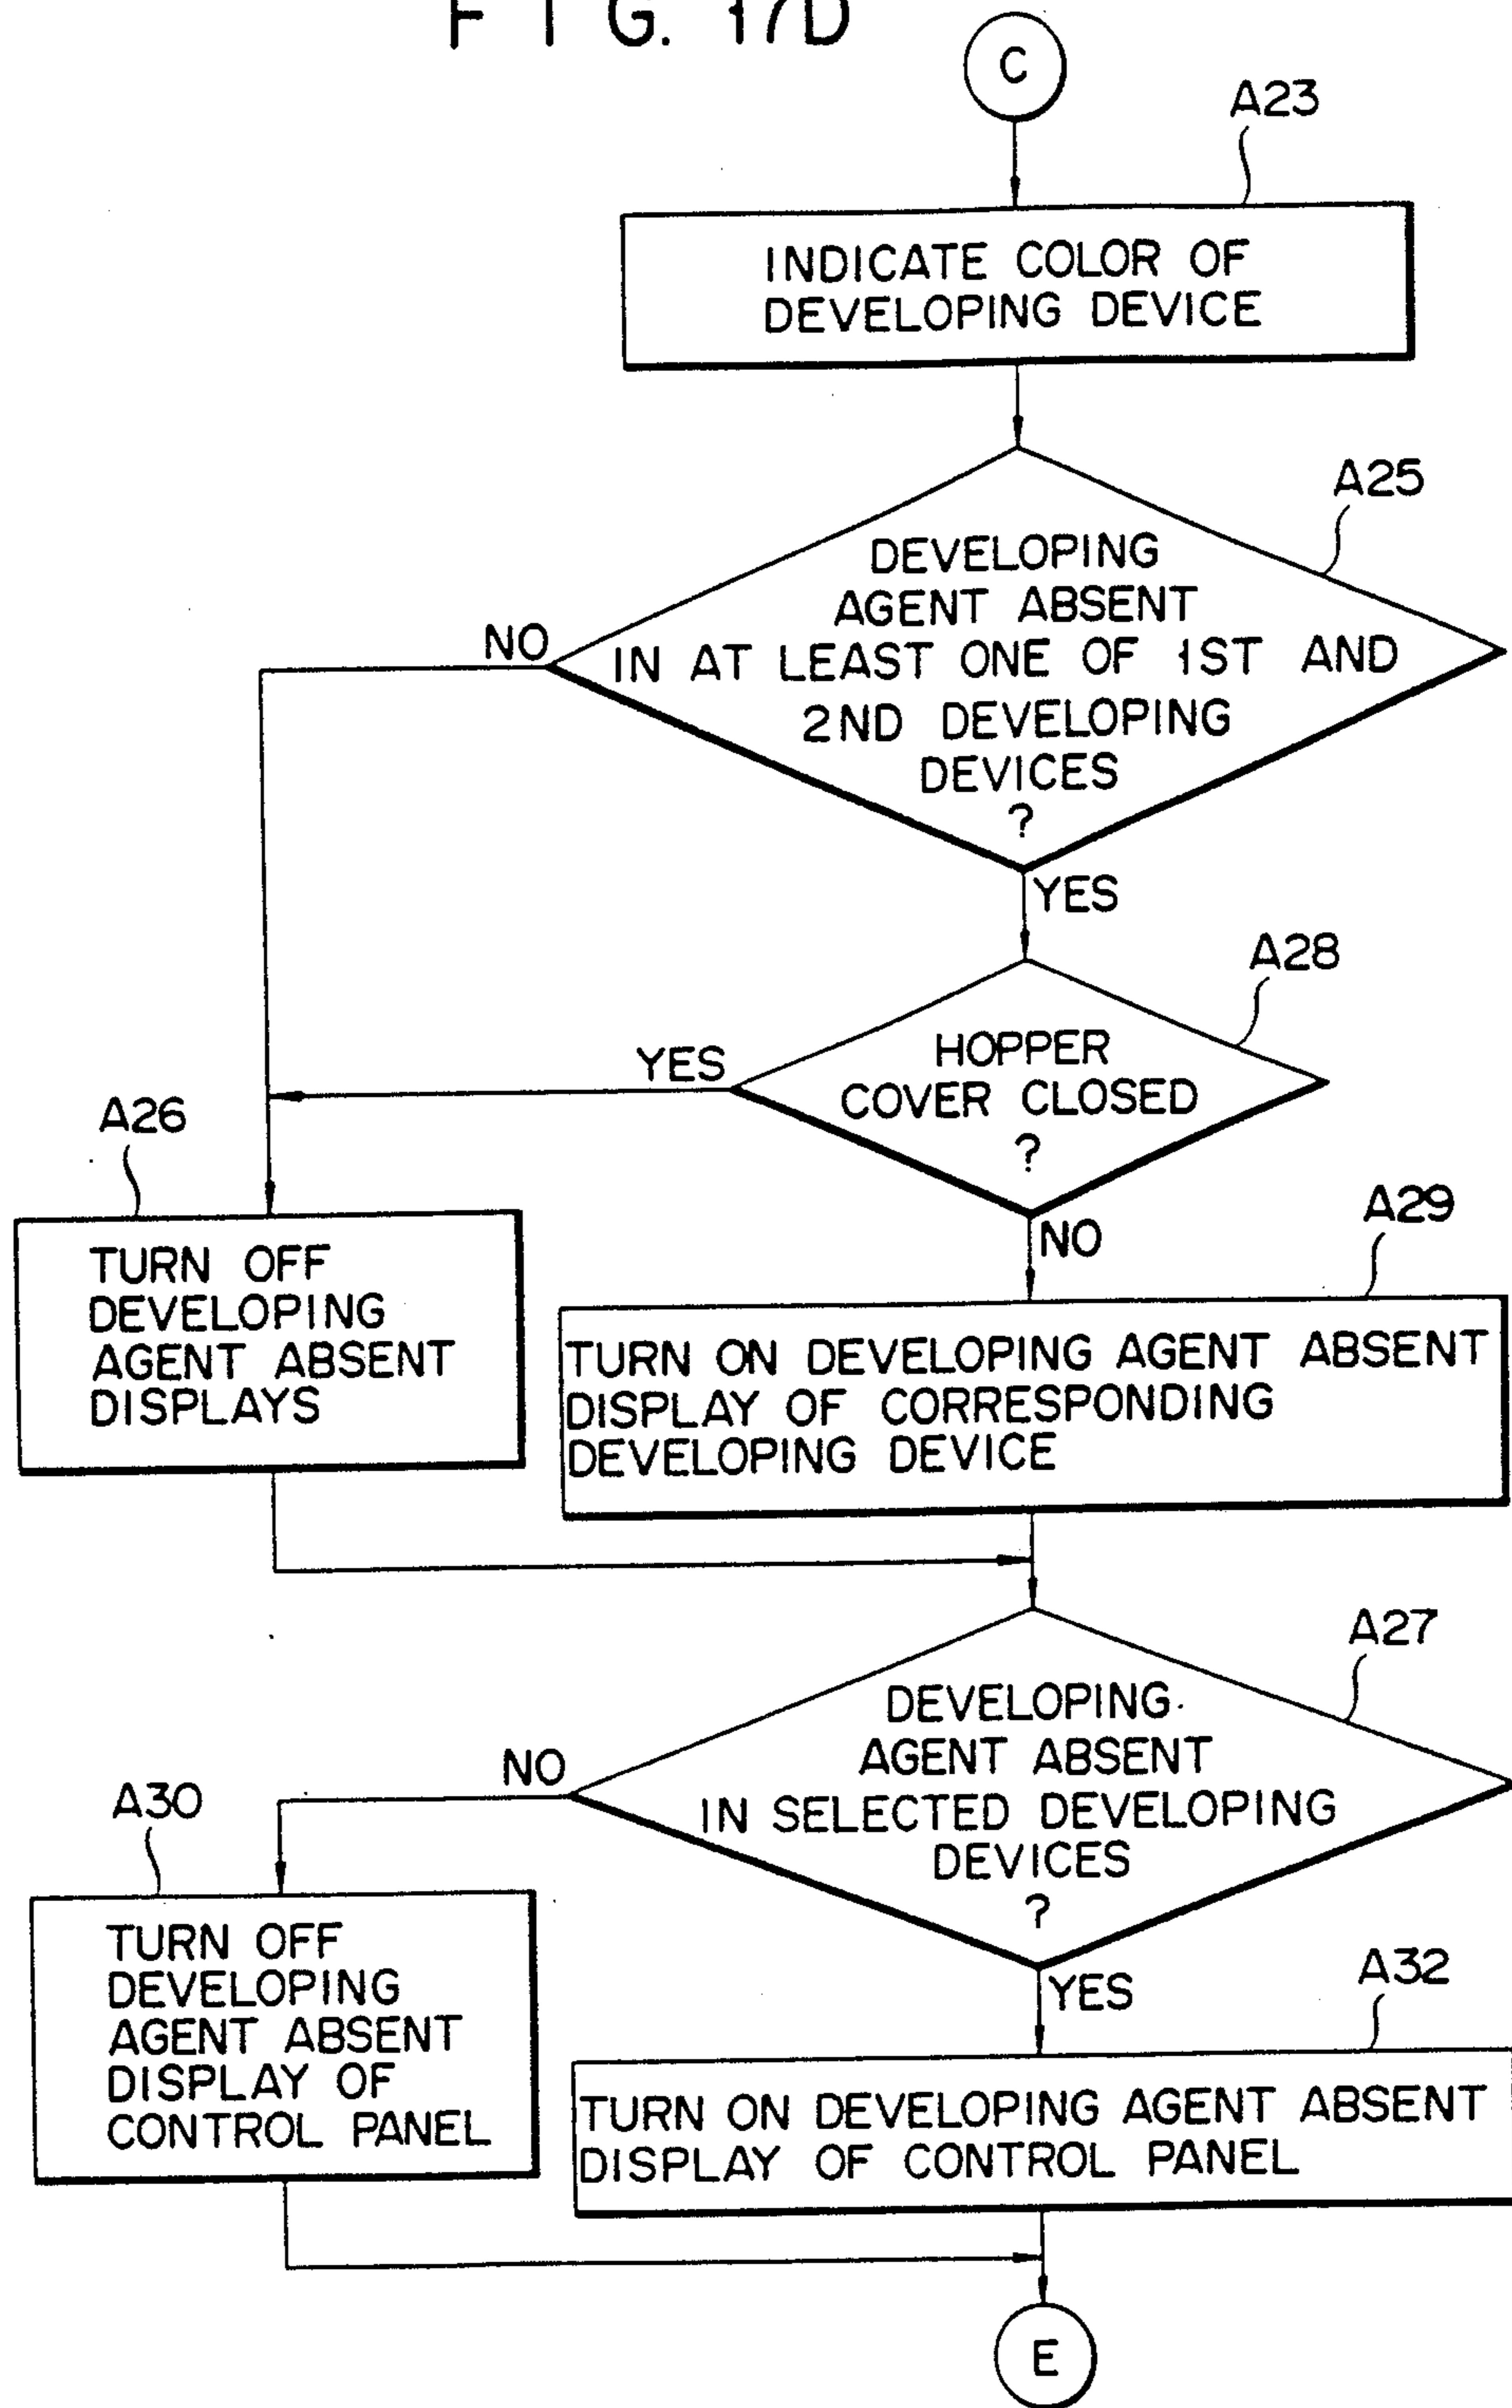 FIG. 17D
C
A23
INDICATE COLOR OF
DEVELOPING DEVICE
A25
DEVELOPING
AGENT ABSENT
IN AT LEAST ONE OF 1ST AND
2ND DEVELOPING
DEVICES
?
NO
YES
A28
HOPPER
COVER CLOSED
?
YES
NO
A26
TURN OFF
DEVELOPING
AGENT ABSENT
DISPLAYS
A29
TURN ON DEVELOPING AGENT ABSENT
DISPLAY OF CORRESPONDING
DEVELOPING DEVICE
A27
DEVELOPING
AGENT ABSENT
IN SELECTED DEVELOPING
DEVICES
?
NO
YES
A30
TURN OFF
DEVELOPING
AGENT ABSENT
DISPLAY OF
CONTROL PANEL
A32
TURN ON DEVELOPING AGENT ABSENT
DISPLAY OF CONTROL PANEL
E